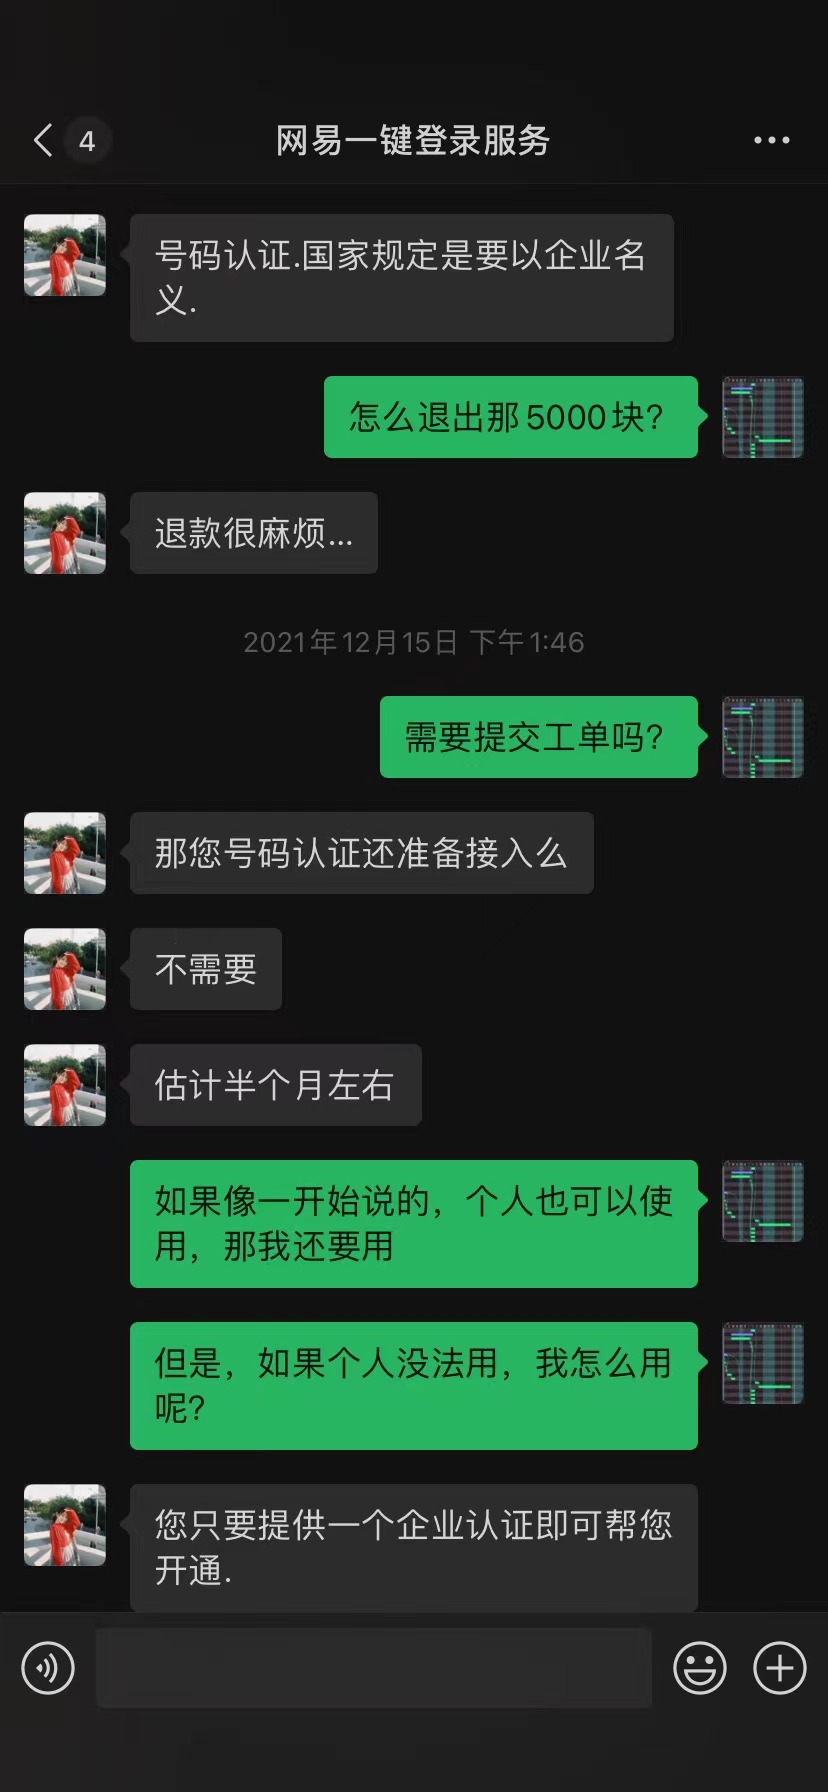 4
网易一键登录服务
号码认证.国家规定是要以企业名
义.
怎么退出那5000块?
退款很麻烦...
2021年12月15日 下午1:46
需要提交工单吗?
那您号码认证还准备接入么
不需要
估计半个月左右
如果像一开始说的，个人也可以使
用，那我还要用
但是，如果个人没法用，我怎么用
呢?
您只要提供一个企业认证即可帮您
开通.